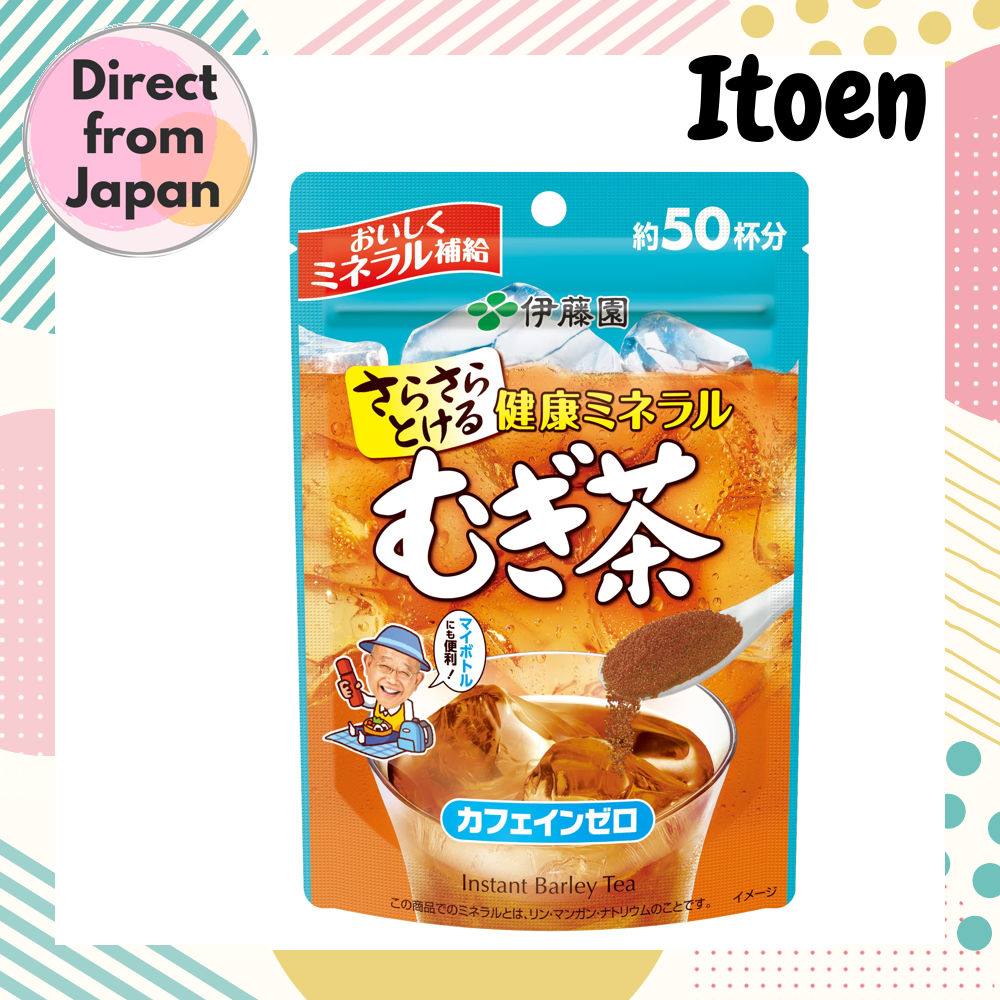 Direct
from
Japan
Itoen
おいしく
ミネラル補給
約50杯分
伊藤園
さらさら
とける
健康ミネラル
むぎ茶
マイボトル
にも便利!
カフェインゼロ
Instant Barley Tea
この商品でのミネラルとは、リン・マンガン・ナトリウムのことです。
イメージ